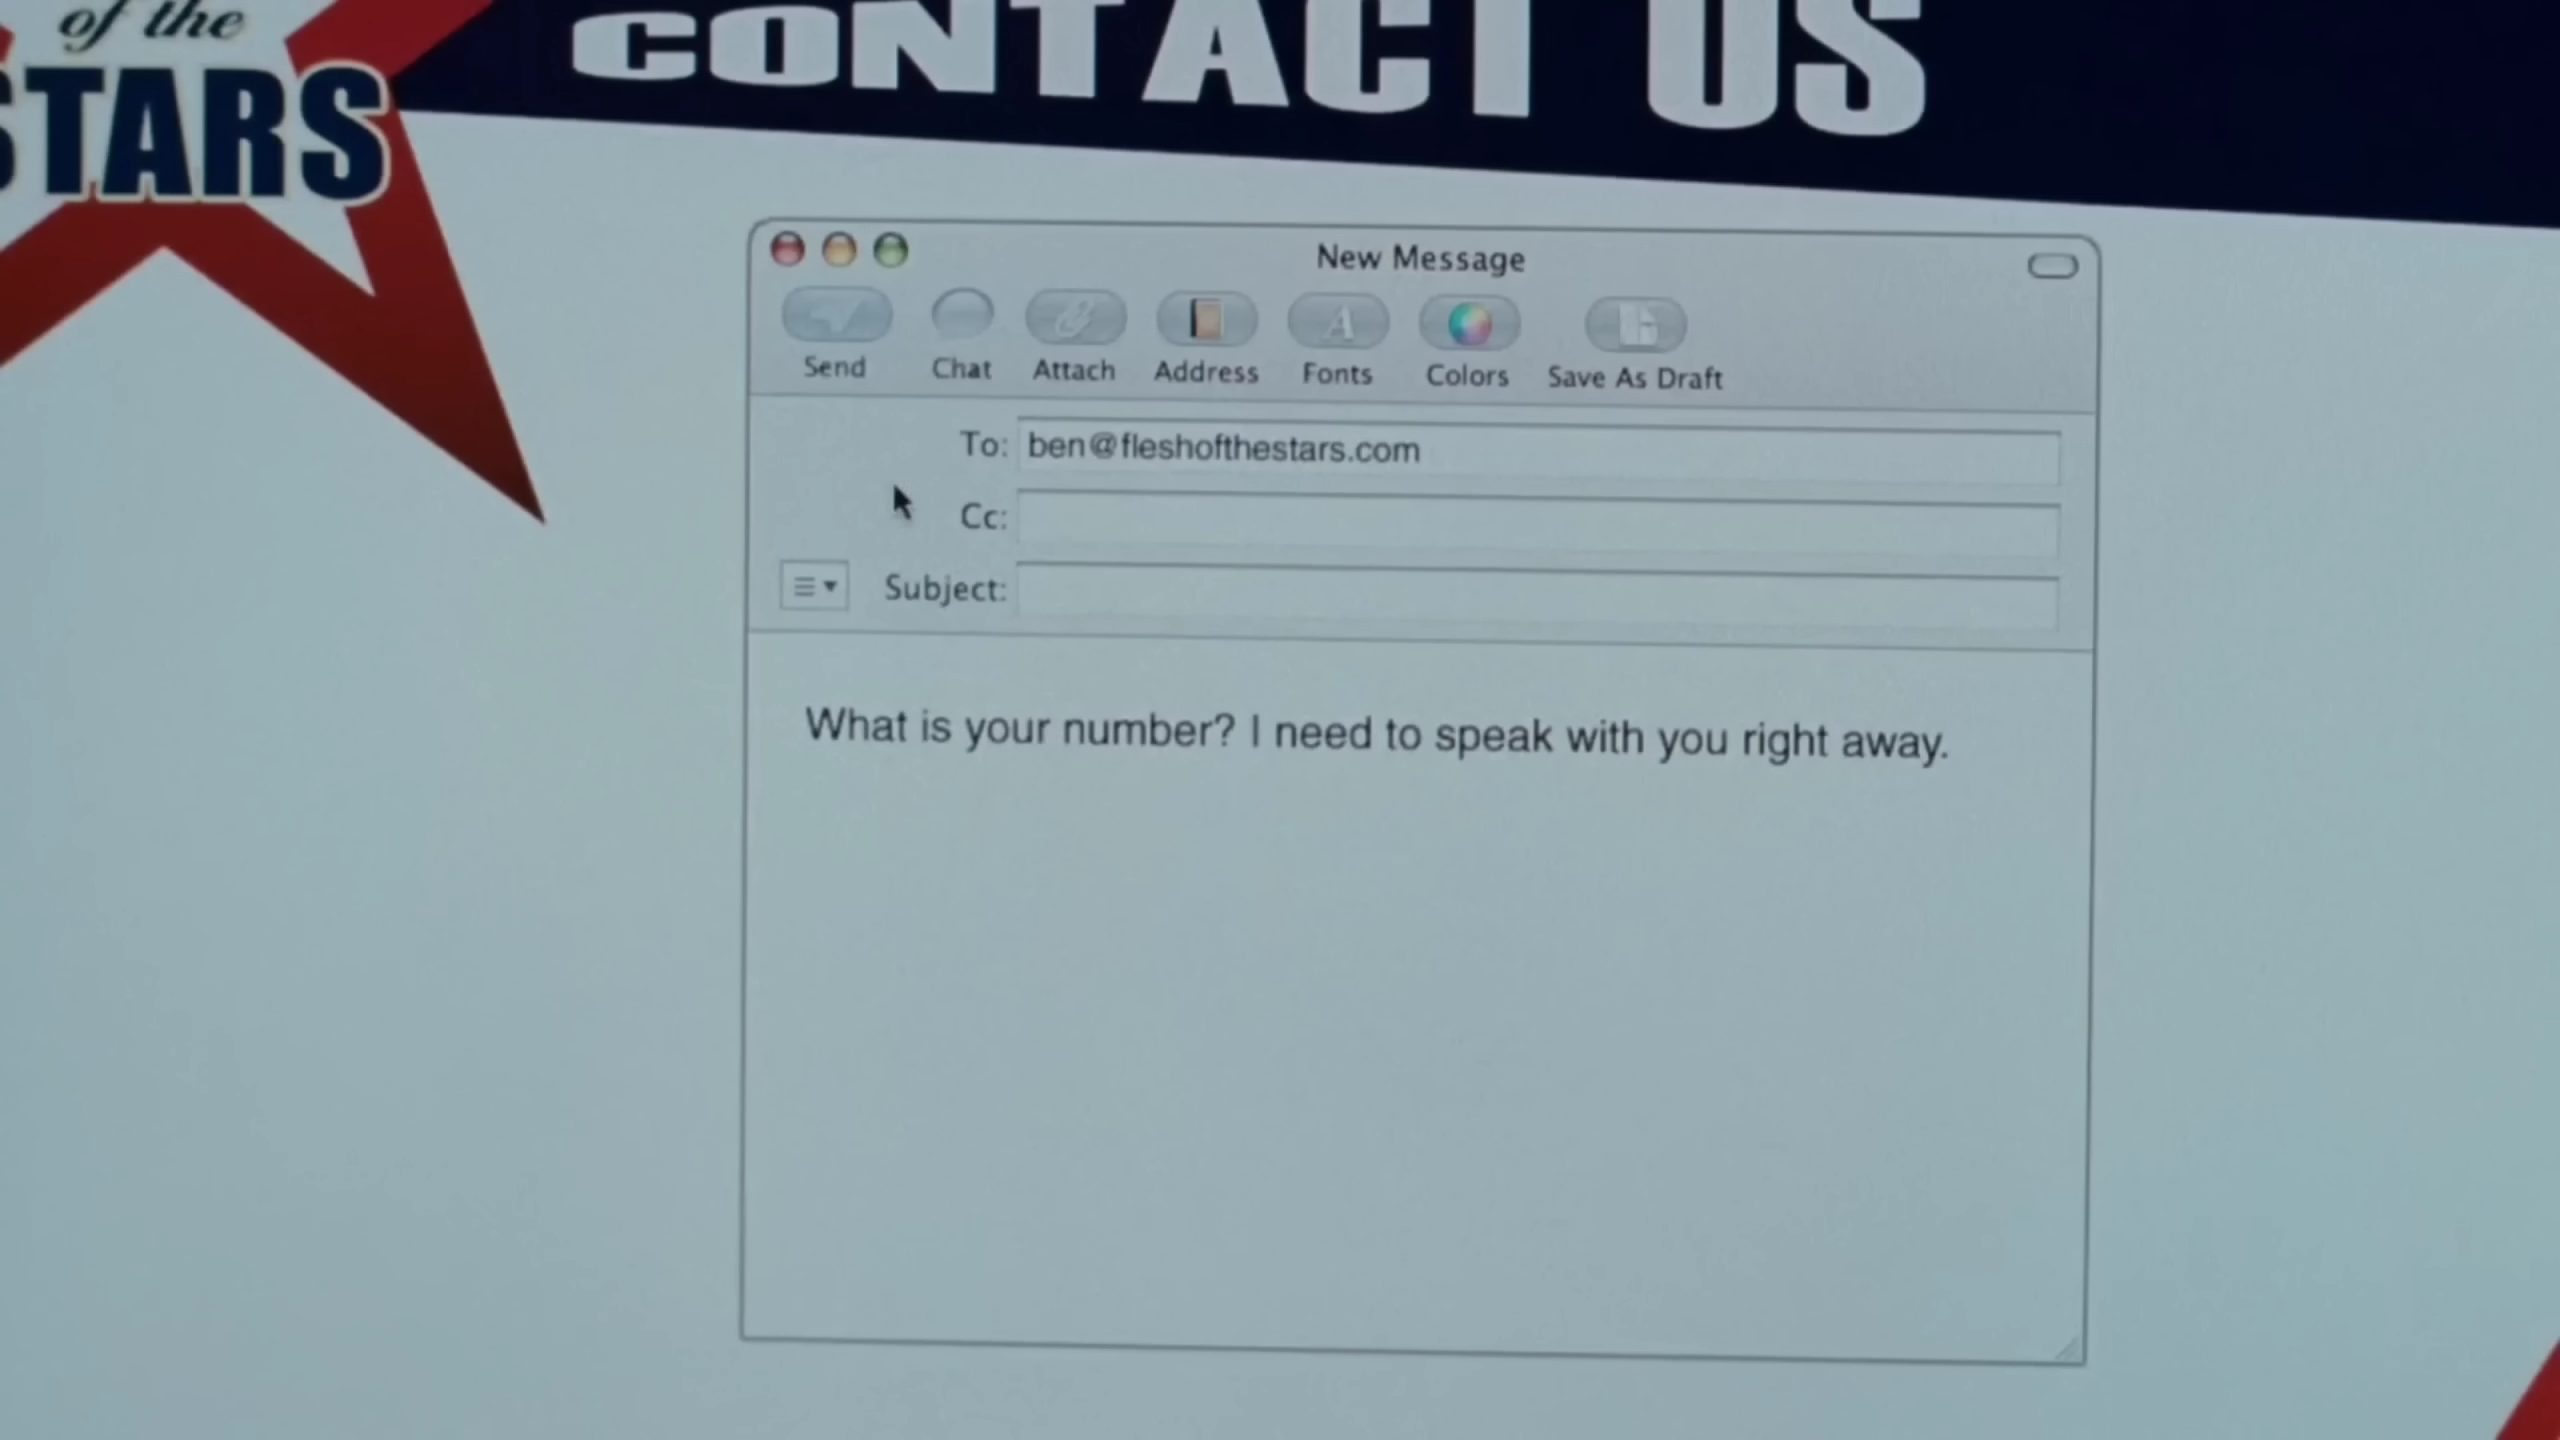 of the
STARS
CONTACT US
New Message
Send Chat Attach Address Fonts Colors Save As Draft
To: ben@fleshofthestars.com
Cc:
Subject:
What is your number? I need to speak with you right away.